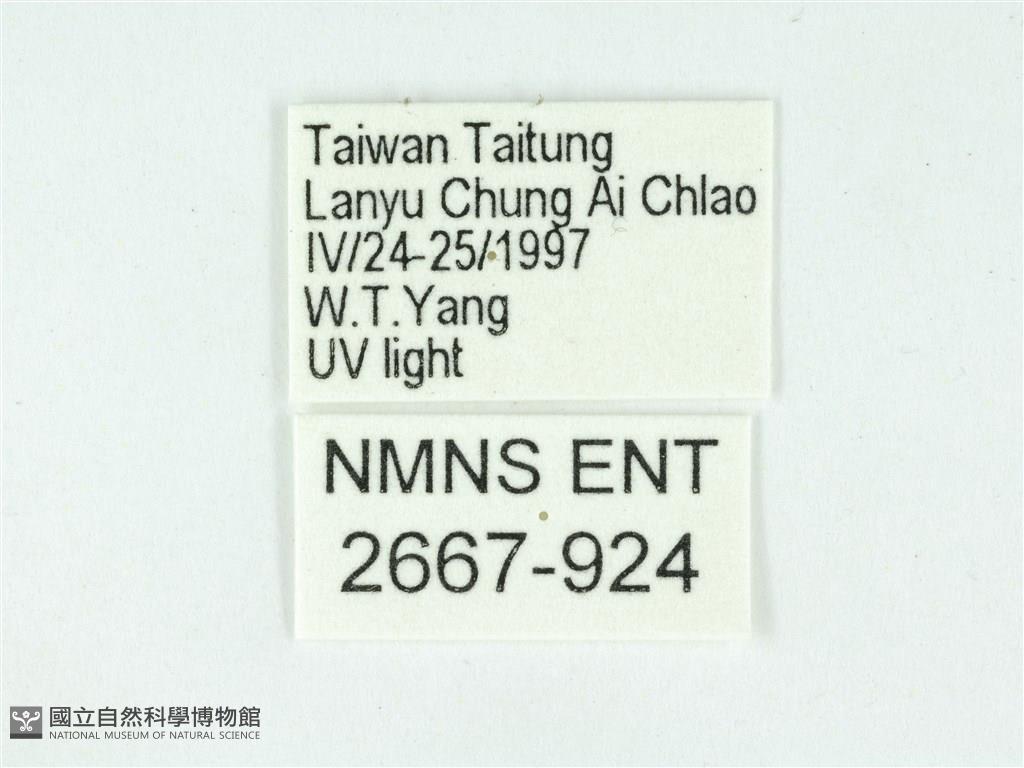 Taiwan Taitung
Lanyu Chung Ai Chlao
IV/24-25/1997
W.T.Yang
UV light
NMNS ENT
2667-924
國立自然科學博物館
NATIONAL MUSEUM OF NATURAL SCIENCE